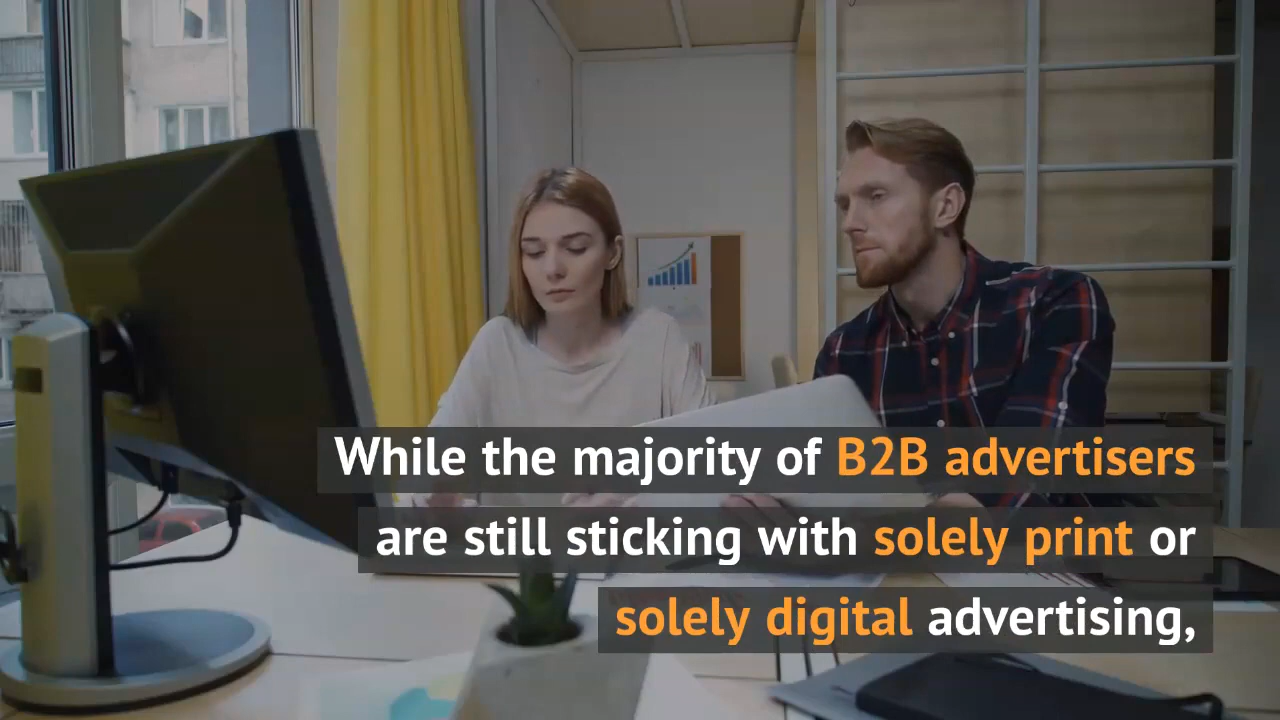 While the majority of B2B advertisers
are still sticking with solely print or
solely digital advertising,